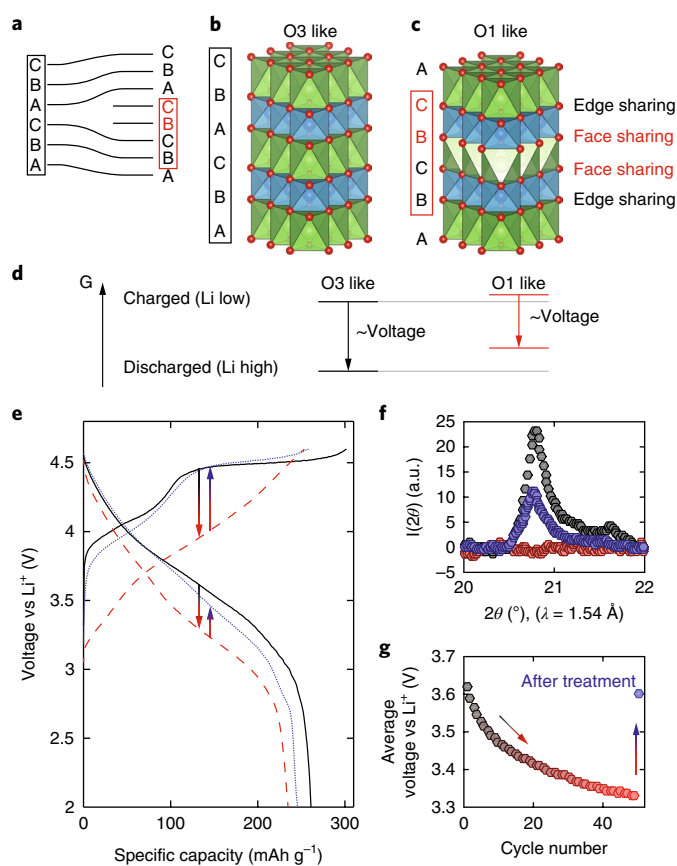 a
C
B
A
C
B
A
C
B
A
C
B
C
B
A
b
O3 like
C
B
A
C
B
A
c
O1 like
A
C
B
C
B
A
Edge sharing
Face sharing
Face sharing
Edge sharing
d
G
O3 like
O1 like
Charged (Li low)
~Voltage
~Voltage
Discharged (Li high)
e
4.5
4
3.5
3
2.5
2
Voltage vs Li⁺ (V)
0
100
200
300
Specific capacity (mAh g⁻¹)
f
25
20
15
10
5
0
−5
I(2θ) (a.u.)
20
21
22
2θ (°), (λ = 1.54 Å)
g
3.7
3.6
3.5
3.4
3.3
Average
voltage vs Li⁺ (V)
After treatment
0
20
40
Cycle number